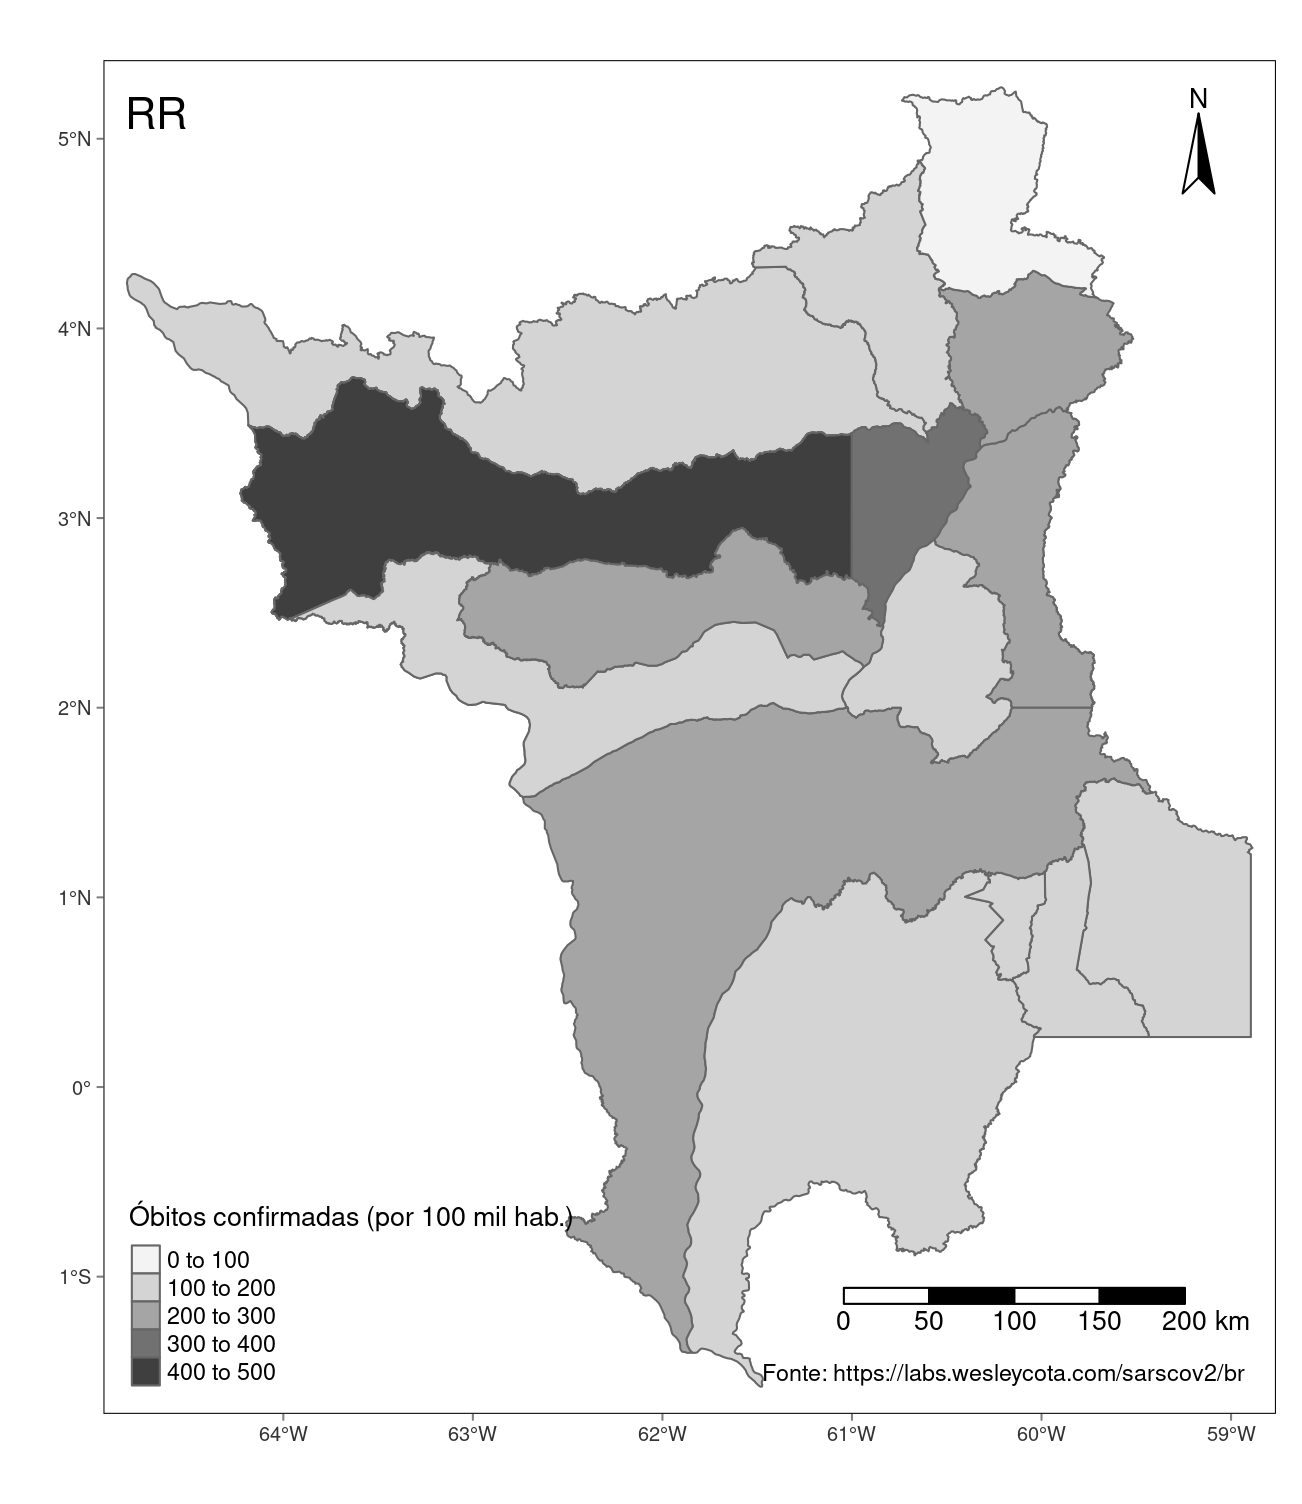 RR
N
5°N
4°N
3°N
2°N
1°N
0°
1°S
Óbitos confirmadas (por 100 mil hab.)
0 to 100
100 to 200
200 to 300
300 to 400
400 to 500
0 50 100 150 200 km
Fonte: https://labs.wesleycota.com/sarscov2/br
64°W 63°W 62°W 61°W 60°W 59°W